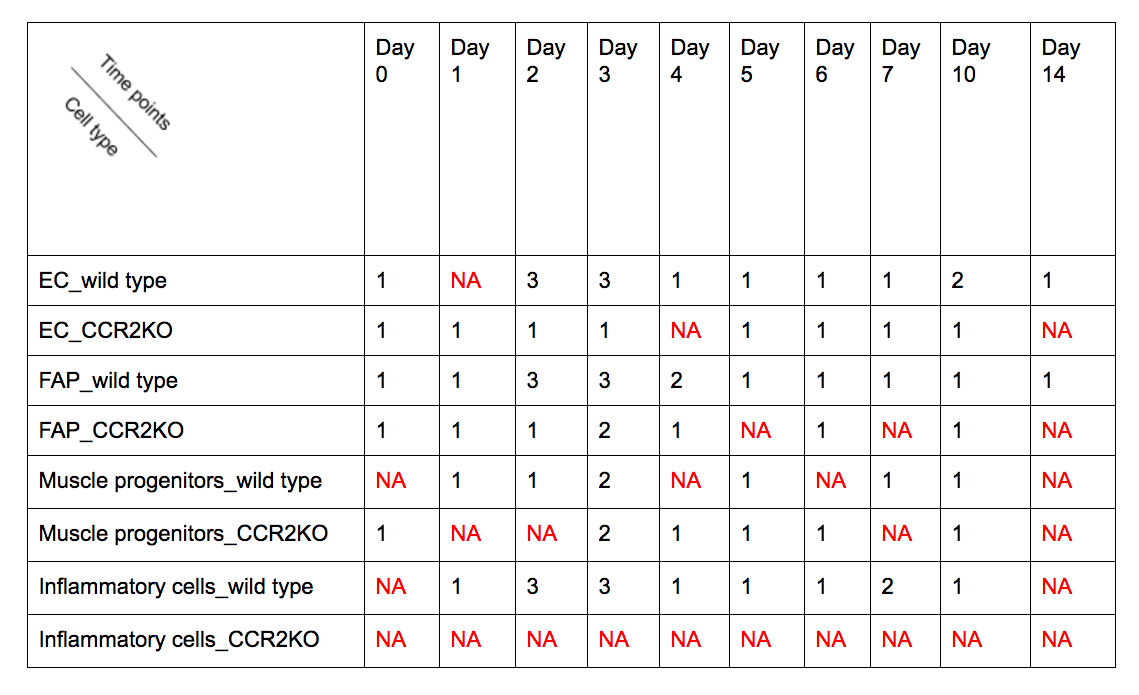 Time points
Cell type
Day 0 Day 1 Day 2 Day 3 Day 4 Day 5 Day 6 Day 7 Day 10 Day 14
EC_wild type 1 NA 3 3 1 1 1 1 2 1
EC_CCR2KO 1 1 1 1 NA 1 1 1 1 NA
FAP_wild type 1 1 3 3 2 1 1 1 1 1
FAP_CCR2KO 1 1 1 2 1 NA 1 NA 1 NA
Muscle progenitors_wild type NA 1 1 2 NA 1 NA 1 1 NA
Muscle progenitors_CCR2KO 1 NA NA 2 1 1 1 NA 1 NA
Inflammatory cells_wild type NA 1 3 3 1 1 1 2 1 NA
Inflammatory cells_CCR2KO NA NA NA NA NA NA NA NA NA NA